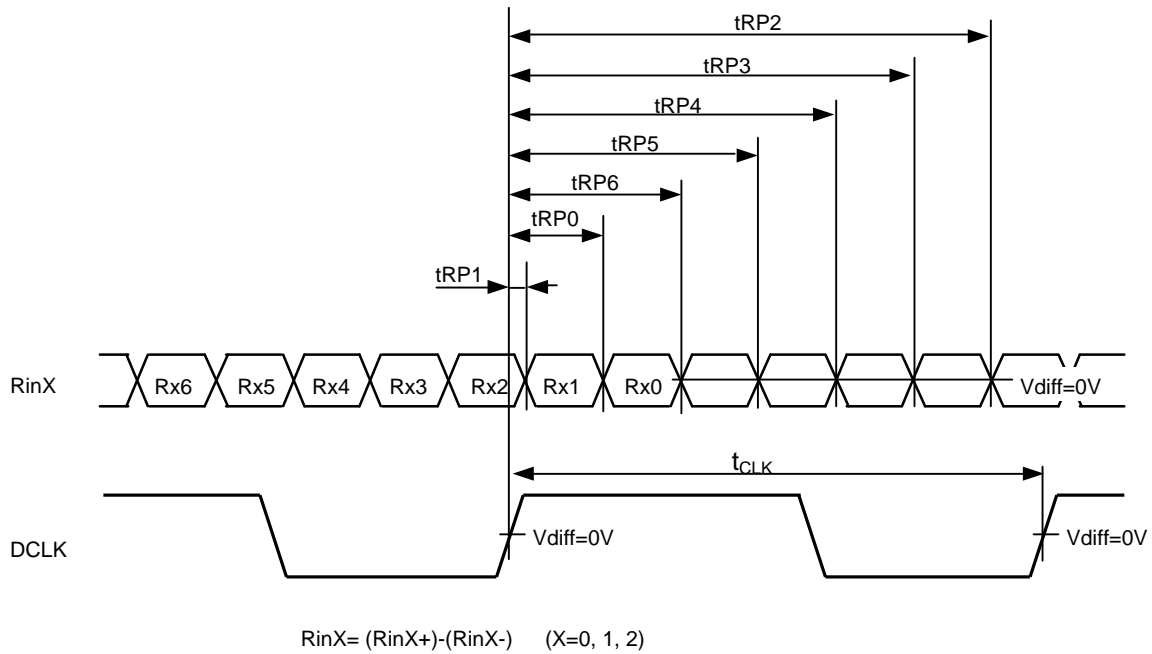 tRP2
tRP3
tRP4
tRP5
tRP6
tRP0
tRP1
RinX
Rx6 Rx5 Rx4 Rx3 Rx2 Rx1 Rx0
Vdiff=0V
tCLK
DCLK
Vdiff=0V Vdiff=0V
RinX= (RinX+)-(RinX-) (X=0, 1, 2)